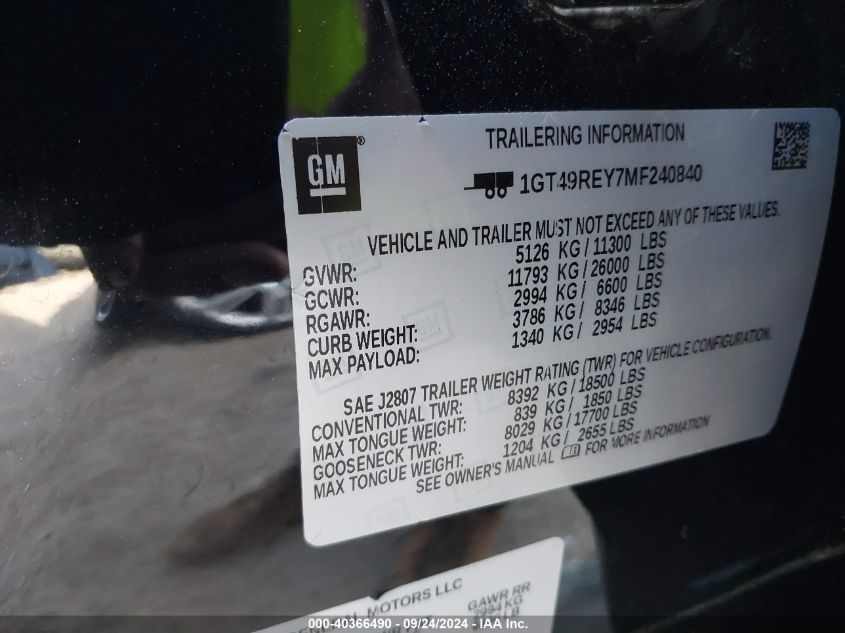 GM®
TRAILERING INFORMATION
1GT49REY7MF240840
VEHICLE AND TRAILER MUST NOT EXCEED ANY OF THESE VALUES.
GVWR: 5126 KG / 11300 LBS
GCWR: 11793 KG / 26000 LBS
RGAWR: 2994 KG / 6600 LBS
CURB WEIGHT: 3786 KG / 8346 LBS
MAX PAYLOAD: 1340 KG / 2954 LBS
SAE J2807 TRAILER WEIGHT RATING (TWR) FOR VEHICLE CONFIGURATION.
CONVENTIONAL TWR: 8392 KG / 18500 LBS
MAX TONGUE WEIGHT: 839 KG / 1850 LBS
GOOSENECK TWR: 8029 KG / 17700 LBS
MAX TONGUE WEIGHT: 1204 KG / 2655 LBS
SEE OWNER'S MANUAL FOR MORE INFORMATION
GENERAL MOTORS LLC
GAWR RR
2994 KG
LB
000-40366490 - 09/24/2024 - IAA Inc.